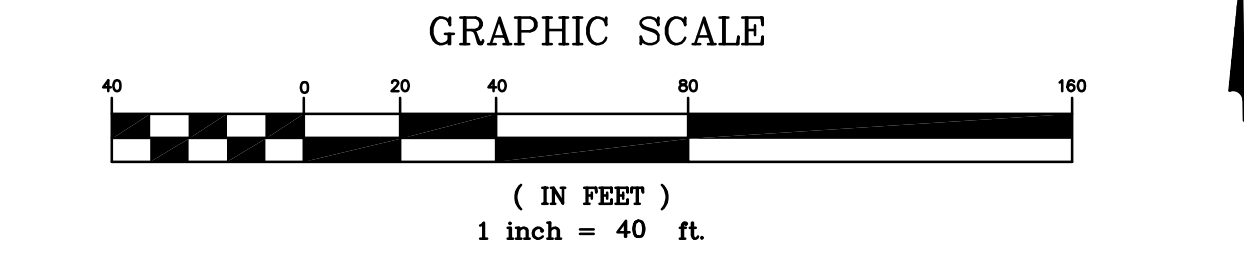 GRAPHIC SCALE
40 0 20 40 80 160
( IN FEET )
1 inch = 40 ft.